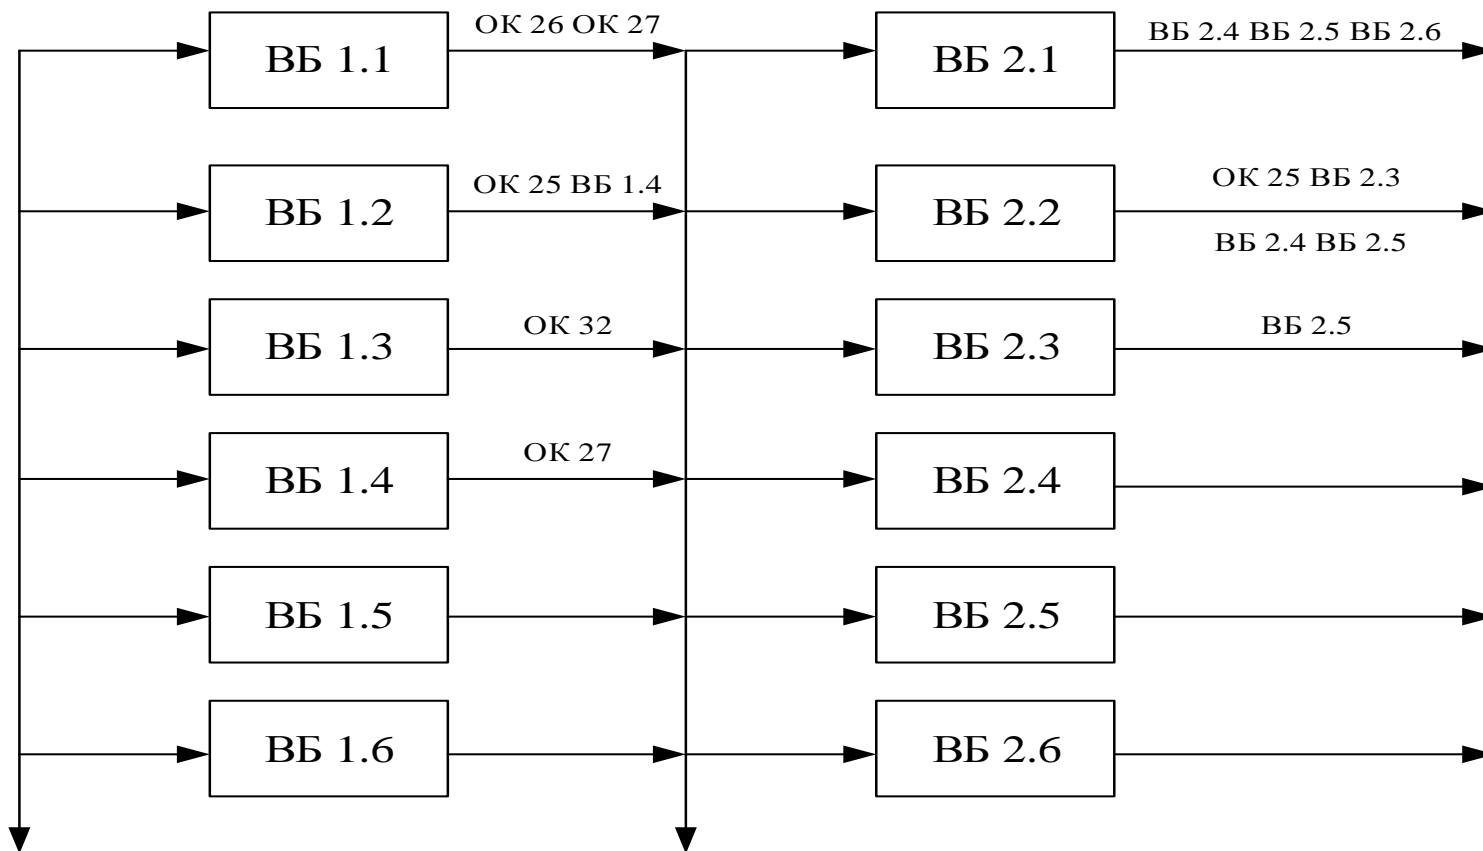 ВБ 1.1
ОК 26 ОК 27
ВБ 2.1
ВБ 2.4 ВБ 2.5 ВБ 2.6
ВБ 1.2
ОК 25 ВБ 1.4
ВБ 2.2
ОК 25 ВБ 2.3
ВБ 2.4 ВБ 2.5
ВБ 1.3
ОК 32
ВБ 2.3
ВБ 2.5
ВБ 1.4
ОК 27
ВБ 2.4
ВБ 1.5
ВБ 2.5
ВБ 1.6
ВБ 2.6